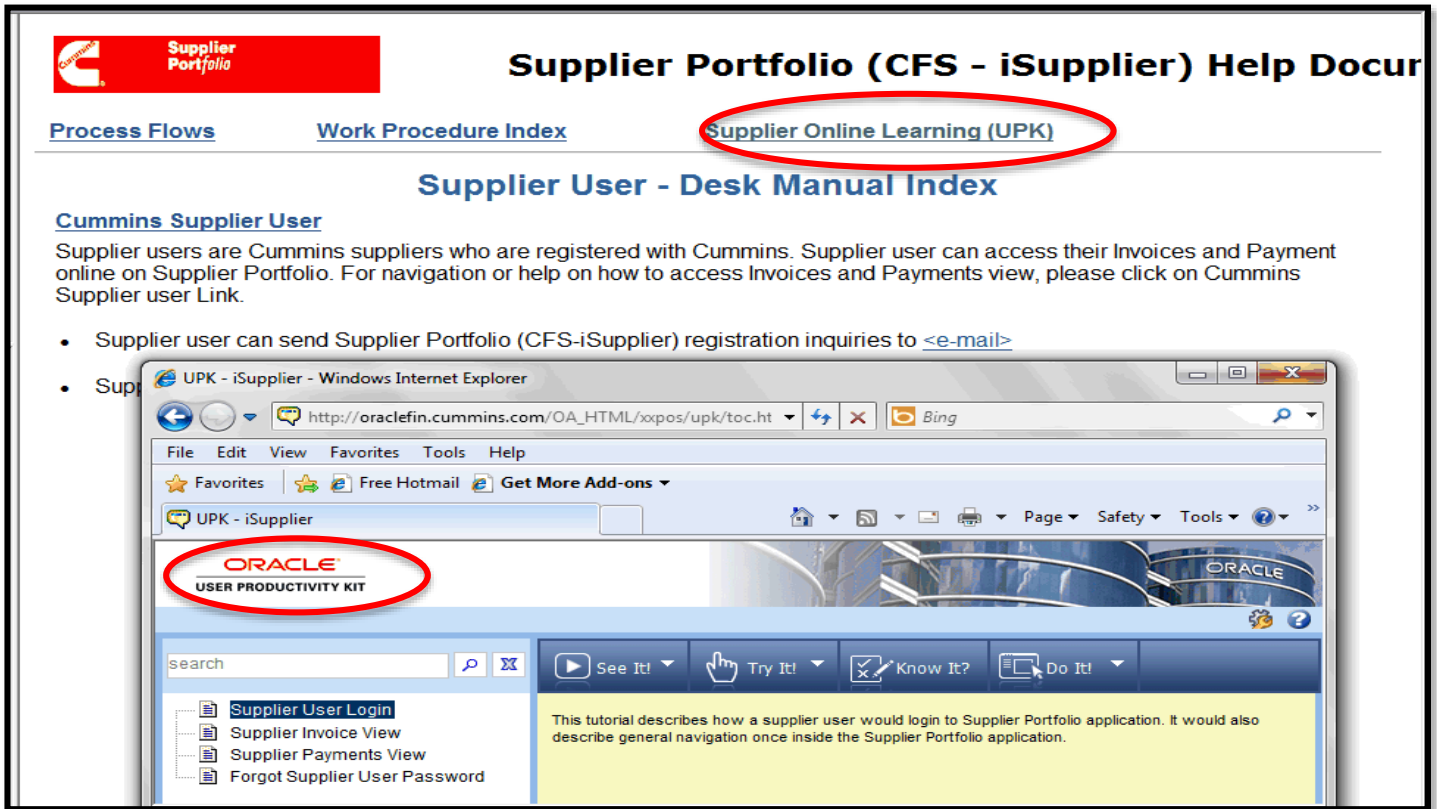 Cummins
Supplier
Portfolio
Supplier Portfolio (CFS - iSupplier) Help Docum
Process Flows Work Procedure Index Supplier Online Learning (UPK)
Supplier User - Desk Manual Index
Cummins Supplier User
Supplier users are Cummins suppliers who are registered with Cummins. Supplier user can access their Invoices and Payment
online on Supplier Portfolio. For navigation or help on how to access Invoices and Payments view, please click on Cummins
Supplier user Link.
• Supplier user can send Supplier Portfolio (CFS-iSupplier) registration inquiries to <e-mail>
• Supp
UPK - iSupplier - Windows Internet Explorer
http://oraclefin.cummins.com/OA_HTML/xxpos/upk/toc.ht Bing
File Edit View Favorites Tools Help
Favorites Free Hotmail Get More Add-ons
UPK - iSupplier Page Safety Tools »
ORACLE
USER PRODUCTIVITY KIT
ORACLE
search See It! Try It! Know It? Do It!
Supplier User Login
Supplier Invoice View
Supplier Payments View
Forgot Supplier User Password
This tutorial describes how a supplier user would login to Supplier Portfolio application. It would also
describe general navigation once inside the Supplier Portfolio application.